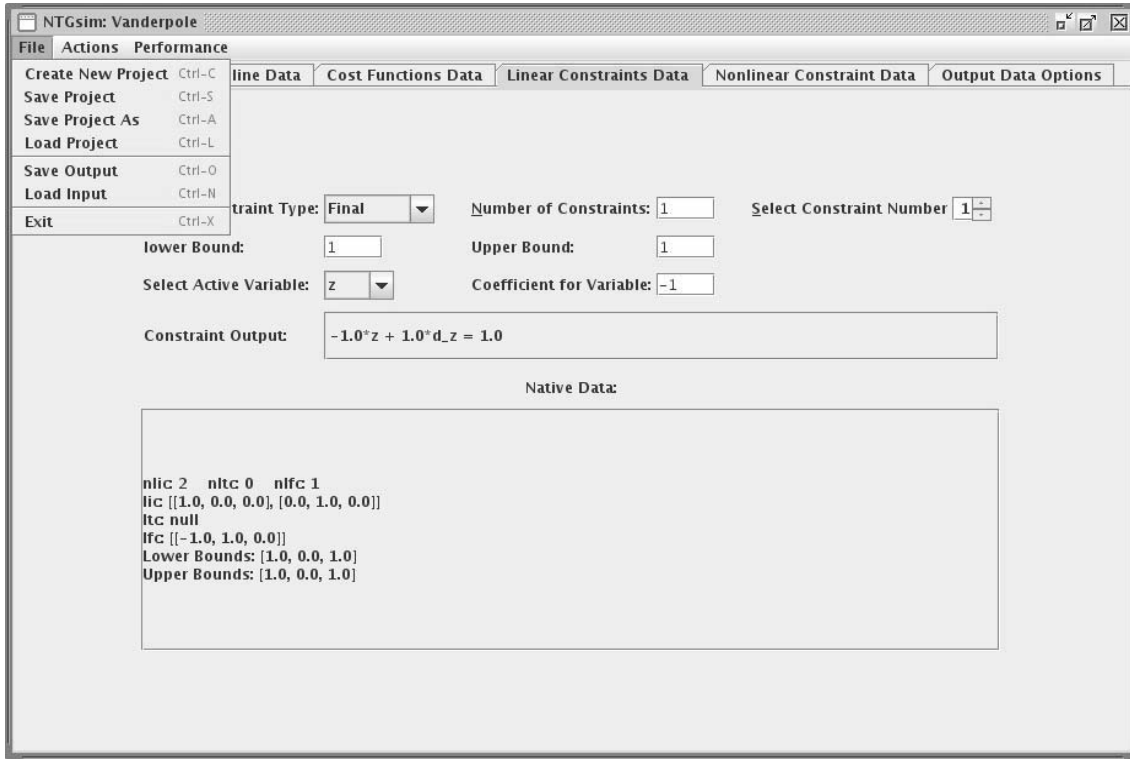 NTGsim: Vanderpole
File Actions Performance
Create New Project Ctrl-C
Save Project Ctrl-S
Save Project As Ctrl-A
Load Project Ctrl-L
Save Output Ctrl-O
Load Input Ctrl-N
Exit Ctrl-X
line Data Cost Functions Data Linear Constraints Data Nonlinear Constraint Data Output Data Options
traint Type: Final Number of Constraints: 1 Select Constraint Number 1
lower Bound: 1 Upper Bound: 1
Select Active Variable: z Coefficient for Variable: -1
Constraint Output: -1.0*z + 1.0*d_z = 1.0
Native Data:
nlic: 2 nltc: 0 nlfc: 1
lic: [[1.0, 0.0, 0.0], [0.0, 1.0, 0.0]]
ltc: null
lfc: [[-1.0, 1.0, 0.0]]
Lower Bounds: [1.0, 0.0, 1.0]
Upper Bounds: [1.0, 0.0, 1.0]